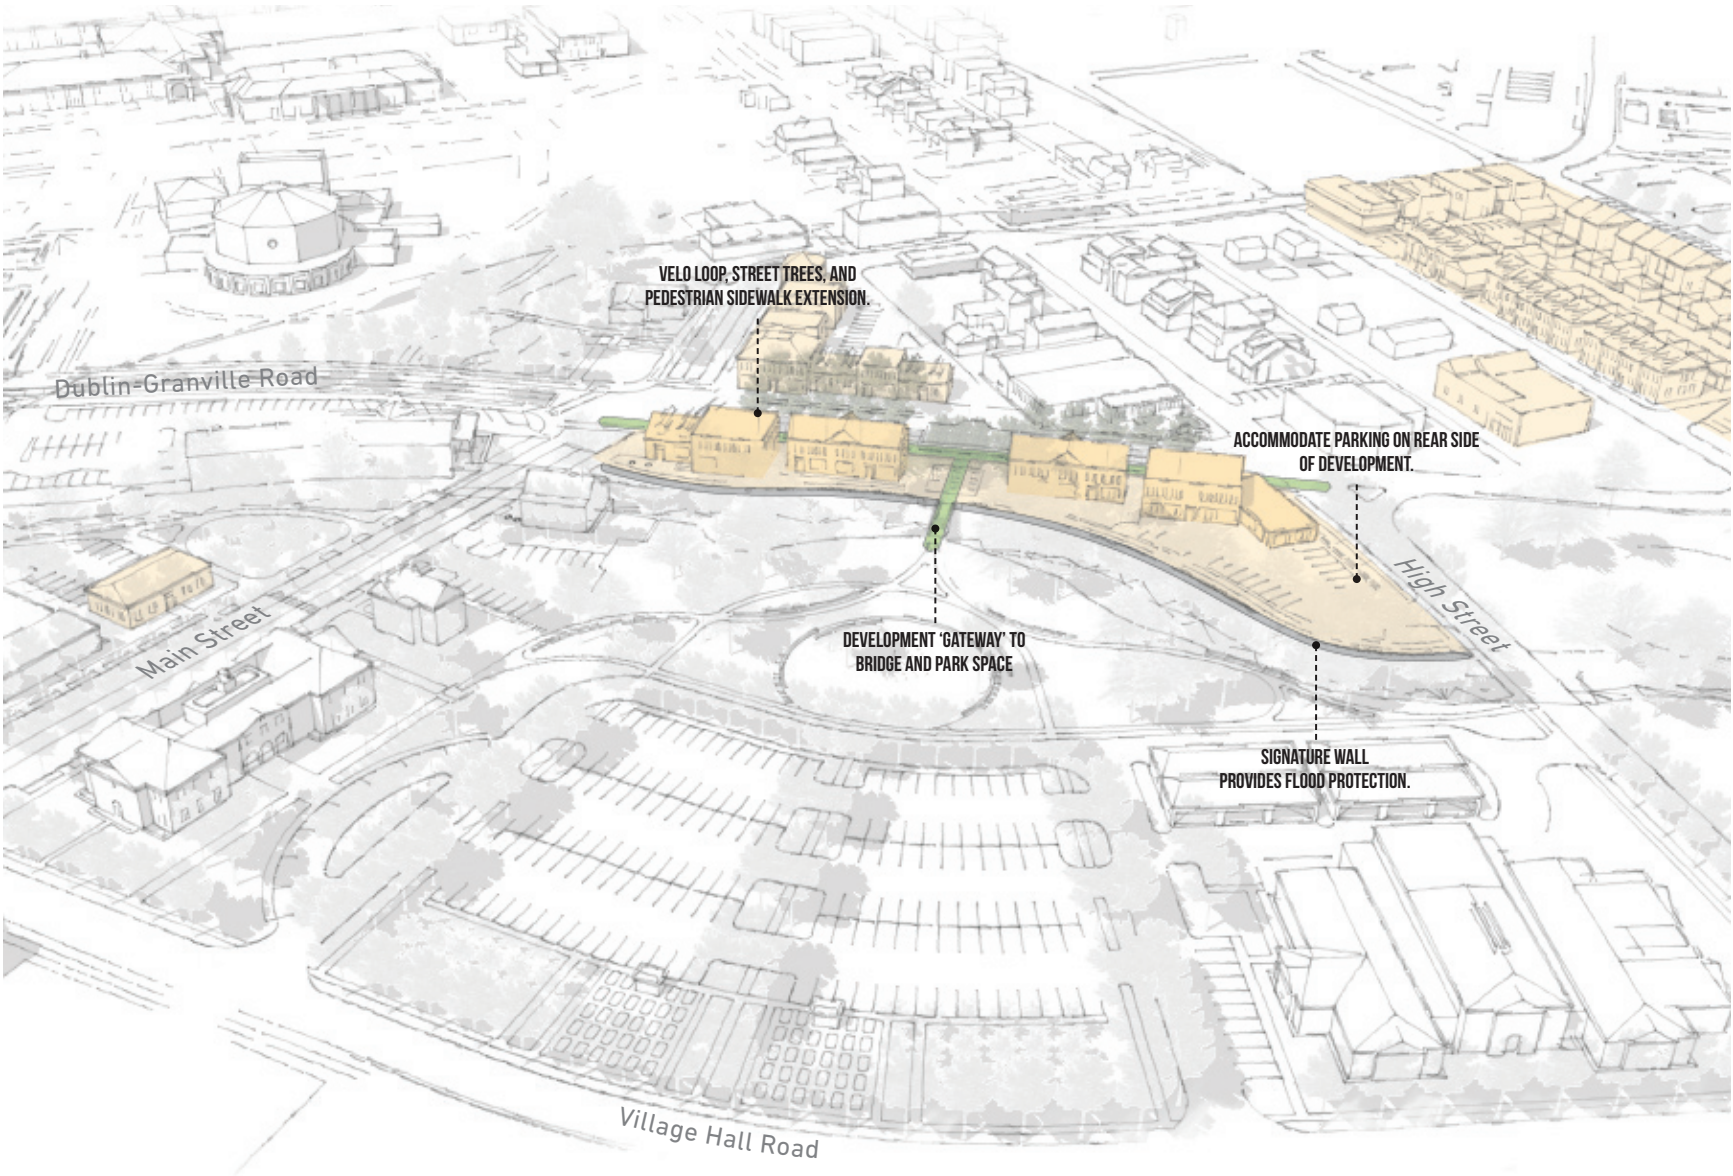 VELO LOOP, STREET TREES, AND
PEDESTRIAN SIDEWALK EXTENSION.
Dublin-Granville Road
ACCOMMODATE PARKING ON REAR SIDE
OF DEVELOPMENT.
High Street
Main Street
DEVELOPMENT ‘GATEWAY’ TO
BRIDGE AND PARK SPACE
SIGNATURE WALL
PROVIDES FLOOD PROTECTION.
Village Hall Road